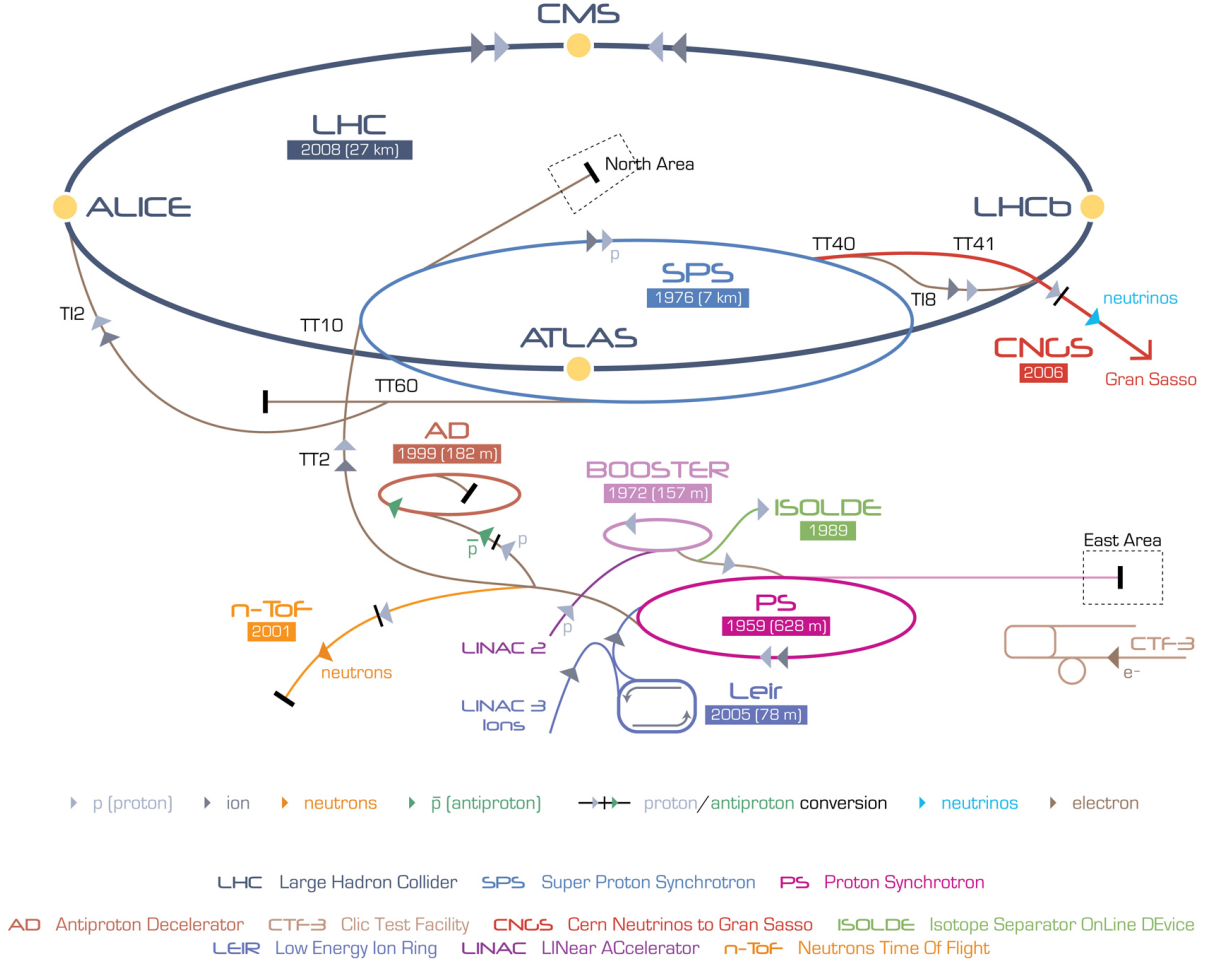 CMS
LHC
2008 (27 km)
North Area
ALICE
LHCb
TT40
TT41
p
SPS
1976 (7 km)
TI8
neutrinos
TI2
TT10
ATLAS
CNGS
2006
Gran Sasso
TT60
AD
1999 (182 m)
TT2
BOOSTER
1972 (157 m)
ISOLDE
1989
p̄
p
East Area
n-ToF
2001
PS
1959 (628 m)
p
LINAC 2
neutrons
CTF-3
e-
LINAC 3
Ions
Leir
2005 (78 m)
p (proton) ion neutrons p̄ (antiproton) proton/antiproton conversion neutrinos electron
LHC Large Hadron Collider SPS Super Proton Synchrotron PS Proton Synchrotron
AD Antiproton Decelerator CTF-3 Clic Test Facility CNGS Cern Neutrinos to Gran Sasso ISOLDE Isotope Separator OnLine DEvice
LEIR Low Energy Ion Ring LINAC LINear ACcelerator n-ToF Neutrons Time Of Flight